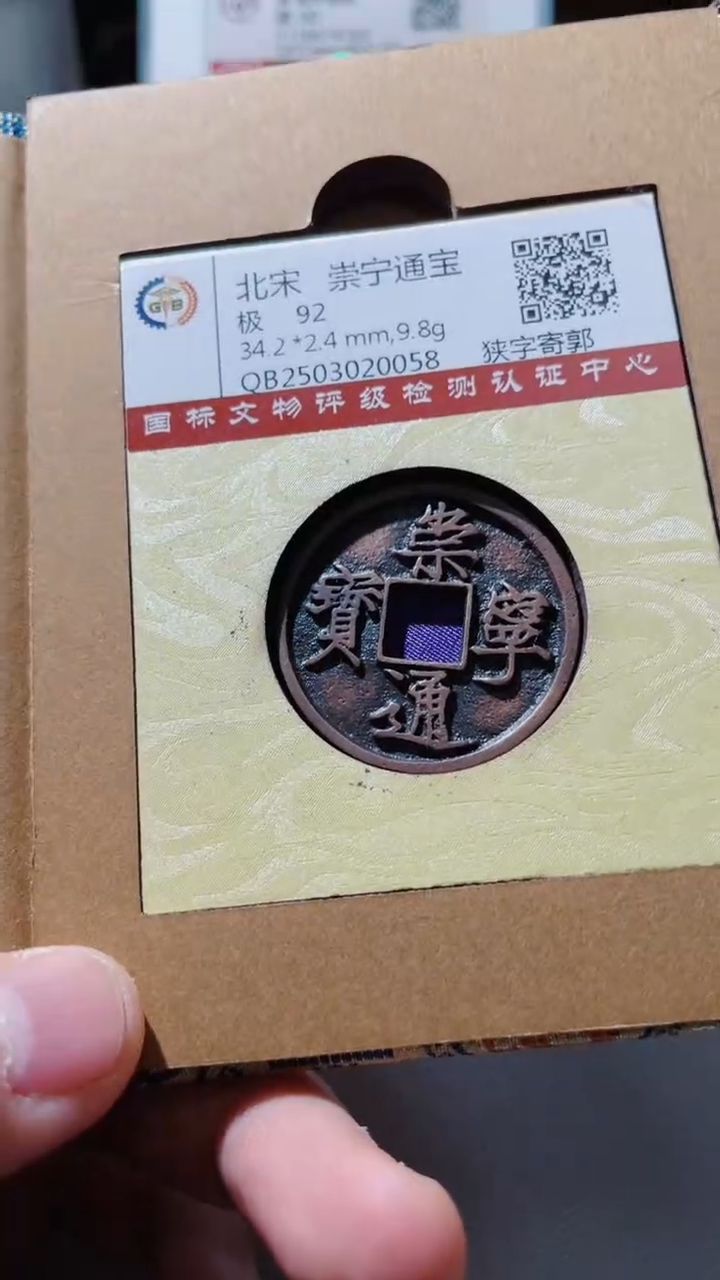 北宋 崇宁通宝
极 92
34.2*2.4 mm,9.8g
狭字寄郭
QB2503020058
国标文物评级检测认证中心
GB
崇
寧
通
寶